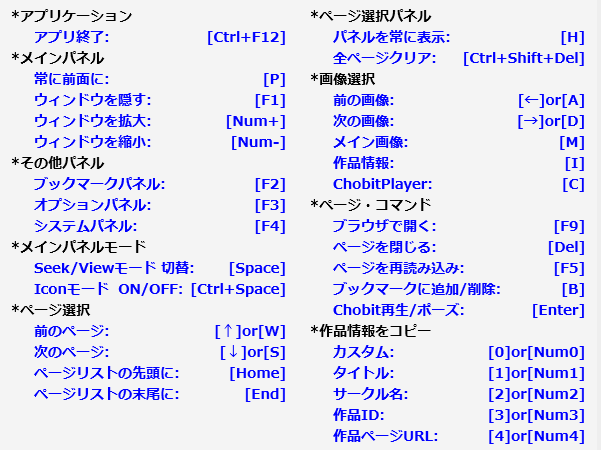 *アプリケーション
アプリ終了: [Ctrl+F12]
*メインパネル
常に前面に: [P]
ウィンドウを隠す: [F1]
ウィンドウを拡大: [Num+]
ウィンドウを縮小: [Num-]
*その他パネル
ブックマークパネル: [F2]
オプションパネル: [F3]
システムパネル: [F4]
*メインパネルモード
Seek/Viewモード 切替: [Space]
Iconモード ON/OFF: [Ctrl+Space]
*ページ選択
前のページ: [↑]or[W]
次のページ: [↓]or[S]
ページリストの先頭に: [Home]
ページリストの末尾に: [End]
*ページ選択パネル
パネルを常に表示: [H]
全ページクリア: [Ctrl+Shift+Del]
*画像選択
前の画像: [←]or[A]
次の画像: [→]or[D]
メイン画像: [M]
作品情報: [I]
ChobitPlayer: [C]
*ページ・コマンド
ブラウザで開く: [F9]
ページを閉じる: [Del]
ページを再読み込み: [F5]
ブックマークに追加/削除: [B]
Chobit再生/ポーズ: [Enter]
*作品情報をコピー
カスタム: [0]or[Num0]
タイトル: [1]or[Num1]
サークル名: [2]or[Num2]
作品ID: [3]or[Num3]
作品ページURL: [4]or[Num4]